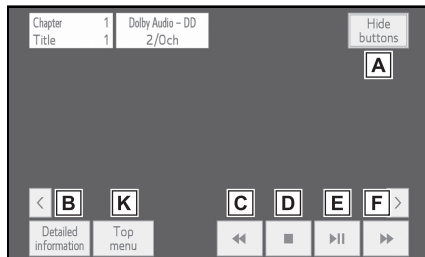 Chapter 1
Title 1
Dolby Audio – DD
2/0ch
Hide
buttons
A
< B K C D E F >
Detailed
information
Top
menu